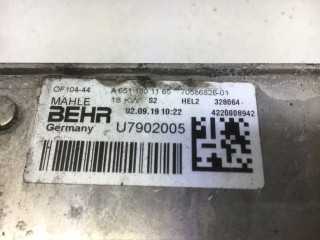 OF104-44 A 651 180 11 65 70586826-01
MAHLE 18 KW S2 HEL2 328064
BEHR 02.09.19 10:22 4220008942
Germany U7902005